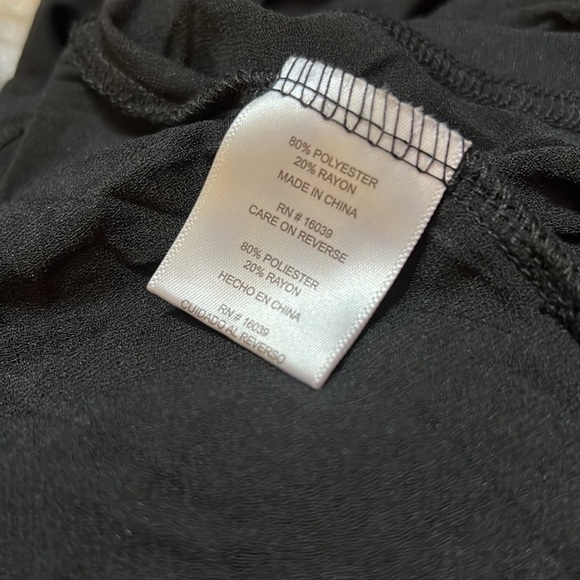 80% POLYESTER
20% RAYON
MADE IN CHINA
RN # 16039
CARE ON REVERSE
80% POLIESTER
20% RAYON
HECHO EN CHINA
RN # 16039
CUIDADO AL REVERSO